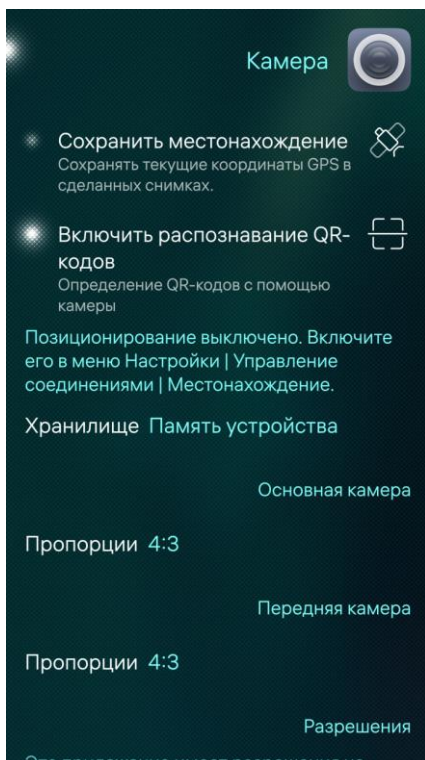 Камера
Сохранить местонахождение
Сохранять текущие координаты GPS в
сделанных снимках.
Включить распознавание QR-
кодов
Определение QR-кодов с помощью
камеры
Позиционирование выключено. Включите
его в меню Настройки | Управление
соединениями | Местонахождение.
Хранилище Память устройства
Основная камера
Пропорции 4:3
Передняя камера
Пропорции 4:3
Разрешения